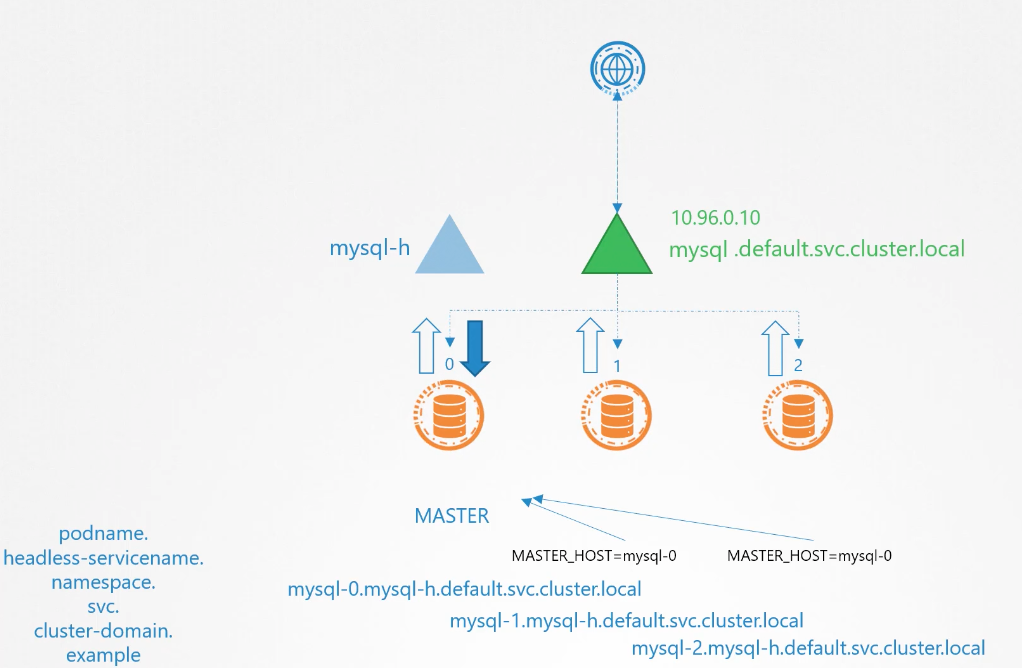 10.96.0.10
mysql-h
mysql .default.svc.cluster.local
0
1
2
MASTER
MASTER_HOST=mysql-0
MASTER_HOST=mysql-0
podname.
headless-servicename.
namespace.
svc.
cluster-domain.
example
mysql-0.mysql-h.default.svc.cluster.local
mysql-1.mysql-h.default.svc.cluster.local
mysql-2.mysql-h.default.svc.cluster.local